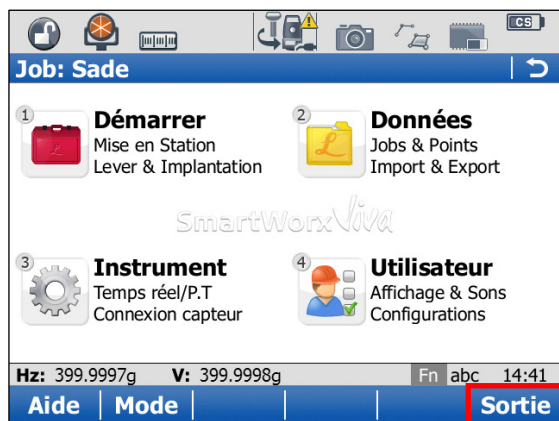 CS
Job: Sade
1
Démarrer
Mise en Station
Lever & Implantation
2
Données
Jobs & Points
Import & Export
SmartWorx Viva
3
Instrument
Temps réel/P.T
Connexion capteur
4
Utilisateur
Affichage & Sons
Configurations
Hz: 399.9997g V: 399.9998g Fn abc 14:41
Aide Mode Sortie